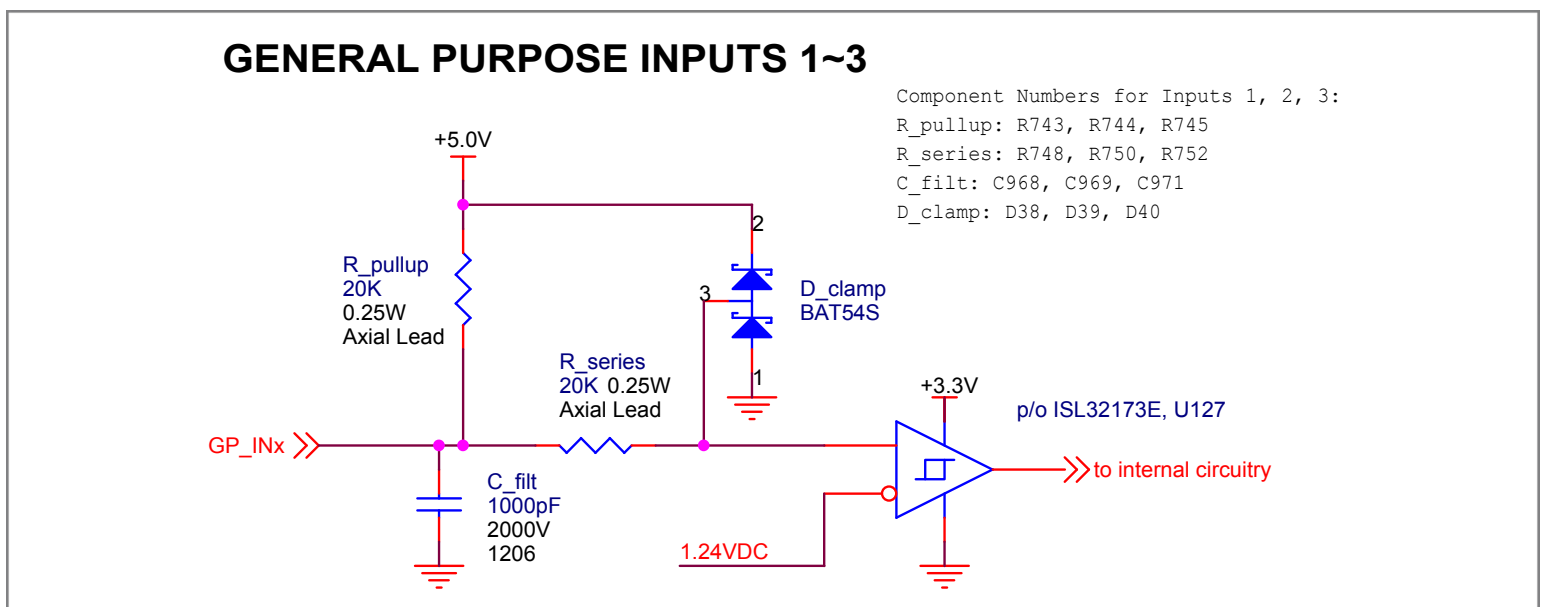 GENERAL PURPOSE INPUTS 1~3
Component Numbers for Inputs 1, 2, 3:
R_pullup: R743, R744, R745
R_series: R748, R750, R752
C_filt: C968, C969, C971
D_clamp: D38, D39, D40
+5.0V
2
R_pullup
20K
0.25W
Axial Lead
3
D_clamp
BAT54S
R_series
20K 0.25W
Axial Lead
1
+3.3V
p/o ISL32173E, U127
GP_INx
to internal circuitry
C_filt
1000pF
2000V
1206
1.24VDC